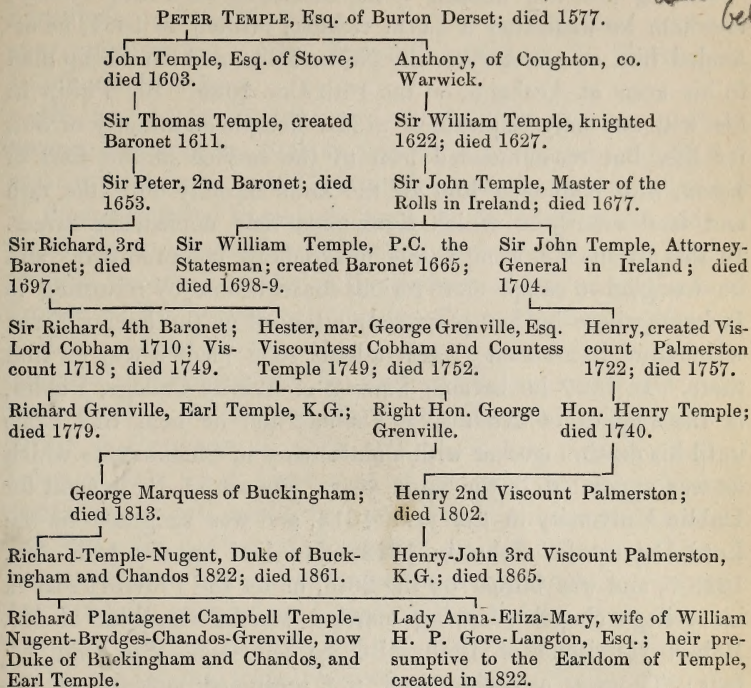 PETER TEMPLE, Esq. of Burton Derset; died 1577.
John Temple, Esq. of Stowe;
died 1603.
Anthony, of Coughton, co.
Warwick.
Sir Thomas Temple, created
Baronet 1611.
Sir William Temple, knighted
1622; died 1627.
Sir Peter, 2nd Baronet; died
1653.
Sir John Temple, Master of the
Rolls in Ireland; died 1677.
Sir Richard, 3rd
Baronet; died
1697.
Sir William Temple, P.C. the
Statesman; created Baronet 1665;
died 1698-9.
Sir John Temple, Attorney-
General in Ireland; died
1704.
Sir Richard, 4th Baronet;
Lord Cobham 1710; Vis-
count 1718; died 1749.
Hester, mar. George Grenville, Esq.
Viscountess Cobham and Countess
Temple 1749; died 1752.
Henry, created Vis-
count Palmerston
1722; died 1757.
Richard Grenville, Earl Temple, K.G.;
died 1779.
Right Hon. George
Grenville.
Hon. Henry Temple;
died 1740.
George Marquess of Buckingham;
died 1813.
Henry 2nd Viscount Palmerston;
died 1802.
Richard-Temple-Nugent, Duke of Buck-
ingham and Chandos 1822; died 1861.
Henry-John 3rd Viscount Palmerston,
K.G.; died 1865.
Richard Plantagenet Campbell Temple-
Nugent-Brydges-Chandos-Grenville, now
Duke of Buckingham and Chandos, and
Earl Temple.
Lady Anna-Eliza-Mary, wife of William
H. P. Gore-Langton, Esq.; heir pre-
sumptive to the Earldom of Temple,
created in 1822.